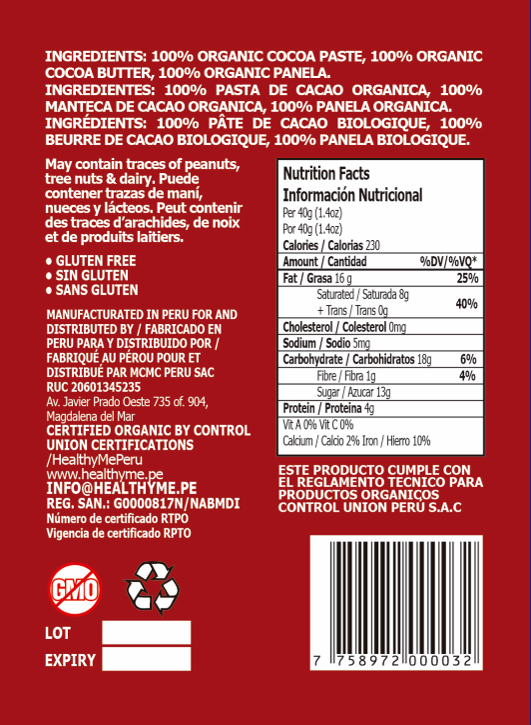 INGREDIENTS: 100% ORGANIC COCOA PASTE, 100% ORGANIC
COCOA BUTTER, 100% ORGANIC PANELA.
INGREDIENTES: 100% PASTA DE CACAO ORGANICA, 100%
MANTECA DE CACAO ORGANICA, 100% PANELA ORGANICA.
INGRÉDIENTS: 100% PÂTE DE CACAO BIOLOGIQUE, 100%
BEURRE DE CACAO BIOLOGIQUE, 100% PANELA BIOLOGIQUE.
May contain traces of peanuts,
tree nuts & dairy. Puede
contener trazas de maní,
nueces y lácteos. Peut contenir
des traces d'arachides, de noix
et de produits laitiers.
• GLUTEN FREE
• SIN GLUTEN
• SANS GLUTEN
MANUFACTURATED IN PERU FOR AND
DISTRIBUTED BY / FABRICADO EN
PERU PARA Y DISTRIBUIDO POR /
FABRIQUÉ AU PÉROU POUR ET
DISTRIBUÉ PAR MCMC PERU SAC
RUC 20601345235
Av. Javier Prado Oeste 735 of. 904,
Magdalena del Mar
CERTIFIED ORGANIC BY CONTROL
UNION CERTIFICATIONS
/HealthyMePeru
www.healthyme.pe
INFO@HEALTHYME.PE
REG. SAN.: G0000817N/NABMDI
Número de certificado RTPO
Vigencia de certificado RPTO
GMO
LOT
EXPIRY
Nutrition Facts
Información Nutricional
Per 40g (1.4oz)
Por 40g (1.4oz)
Calories / Calorias 230
Amount / Cantidad %DV/%VQ*
Fat / Grasa 16 g 25%
Saturated / Saturada 8g
+ Trans / Trans 0g 40%
Cholesterol / Colesterol 0mg
Sodium / Sodio 5mg
Carbohydrate / Carbohidratos 18g 6%
Fibre / Fibra 1g 4%
Sugar / Azucar 13g
Protein / Proteina 4g
Vit A 0% Vit C 0%
Calcium / Calcio 2% Iron / Hierro 10%
ESTE PRODUCTO CUMPLE CON
EL REGLAMENTO TECNICO PARA
PRODUCTOS ORGANICOS
CONTROL UNION PERÚ S.A.C
7 758972 000032